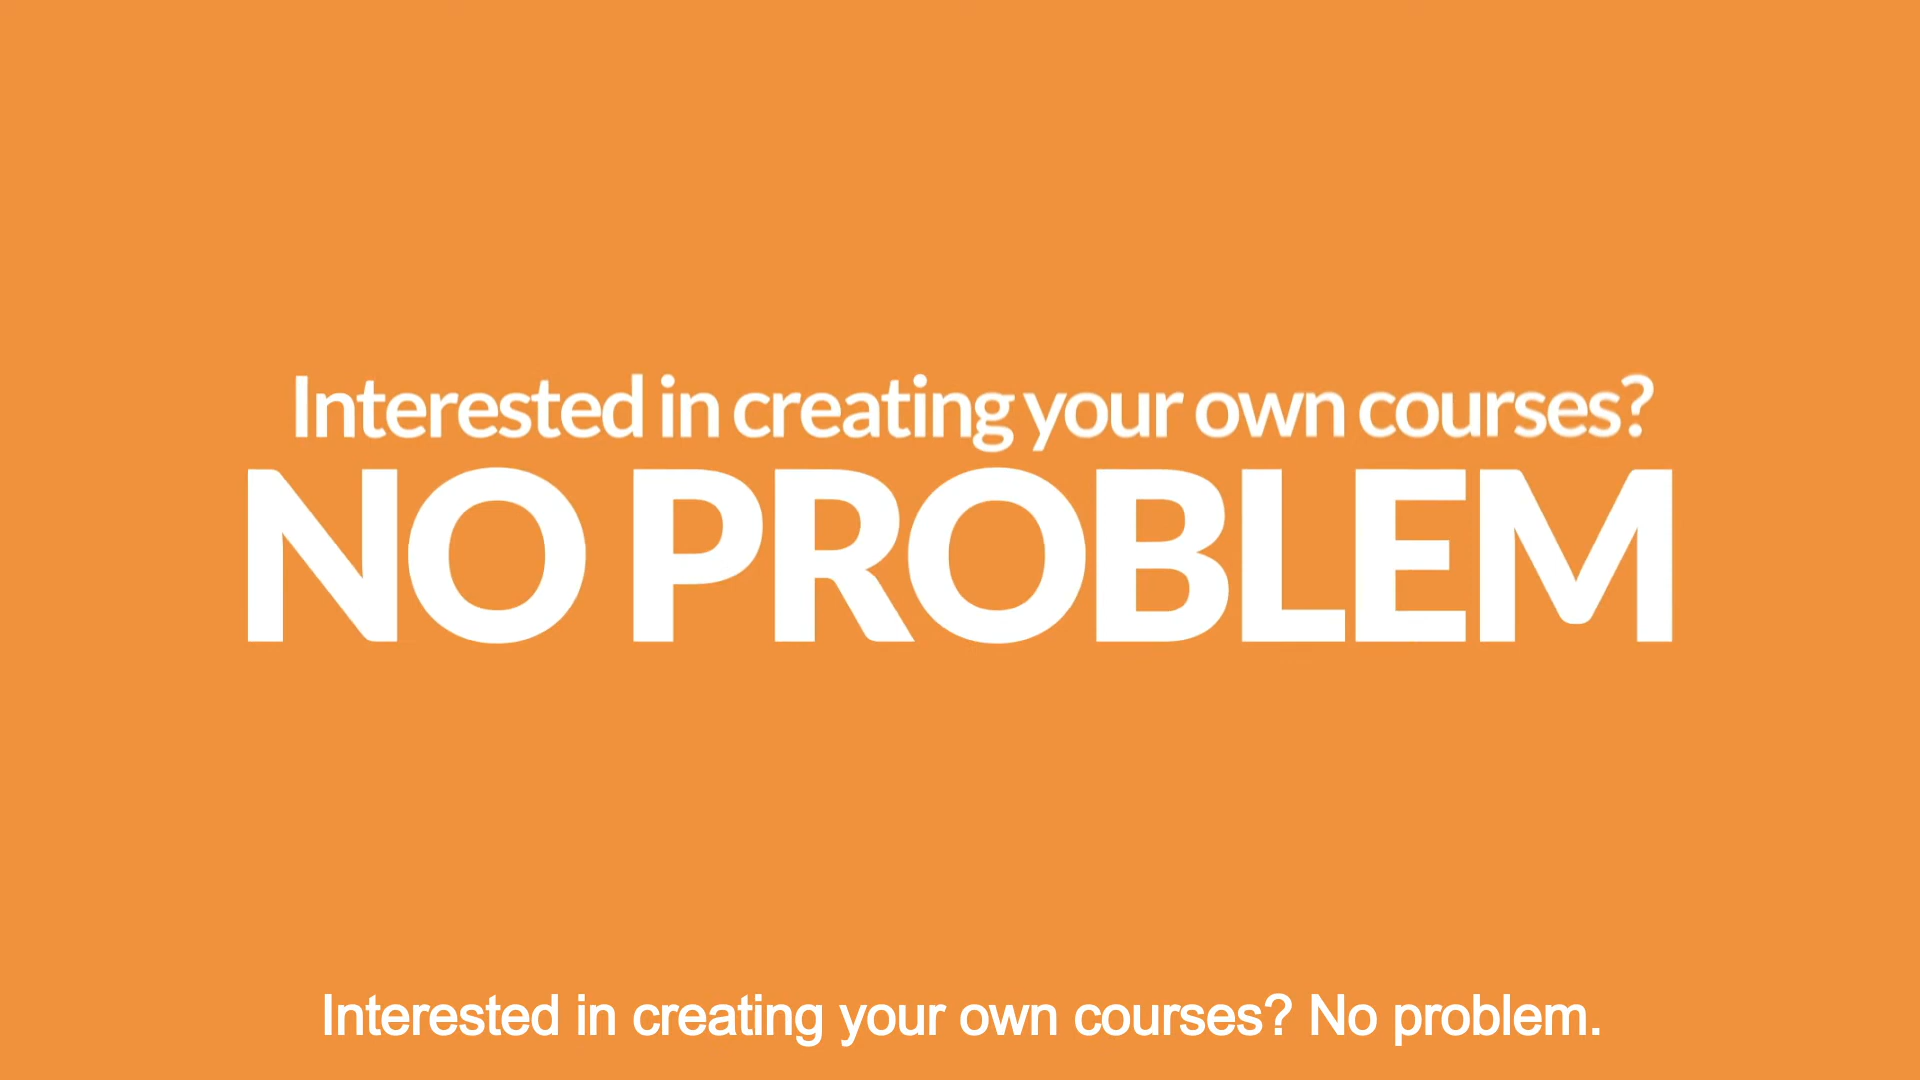 Interested in creating your own courses?
NO PROBLEM
Interested in creating your own courses? No problem.